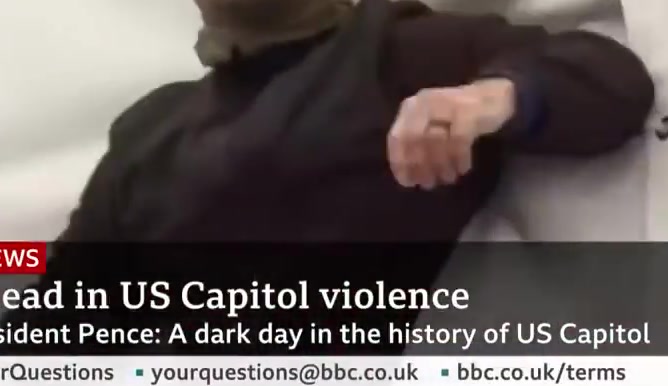 EWS
ead in US Capitol violence
sident Pence: A dark day in the history of US Capitol
rQuestions ▪ yourquestions@bbc.co.uk ▪ bbc.co.uk/terms